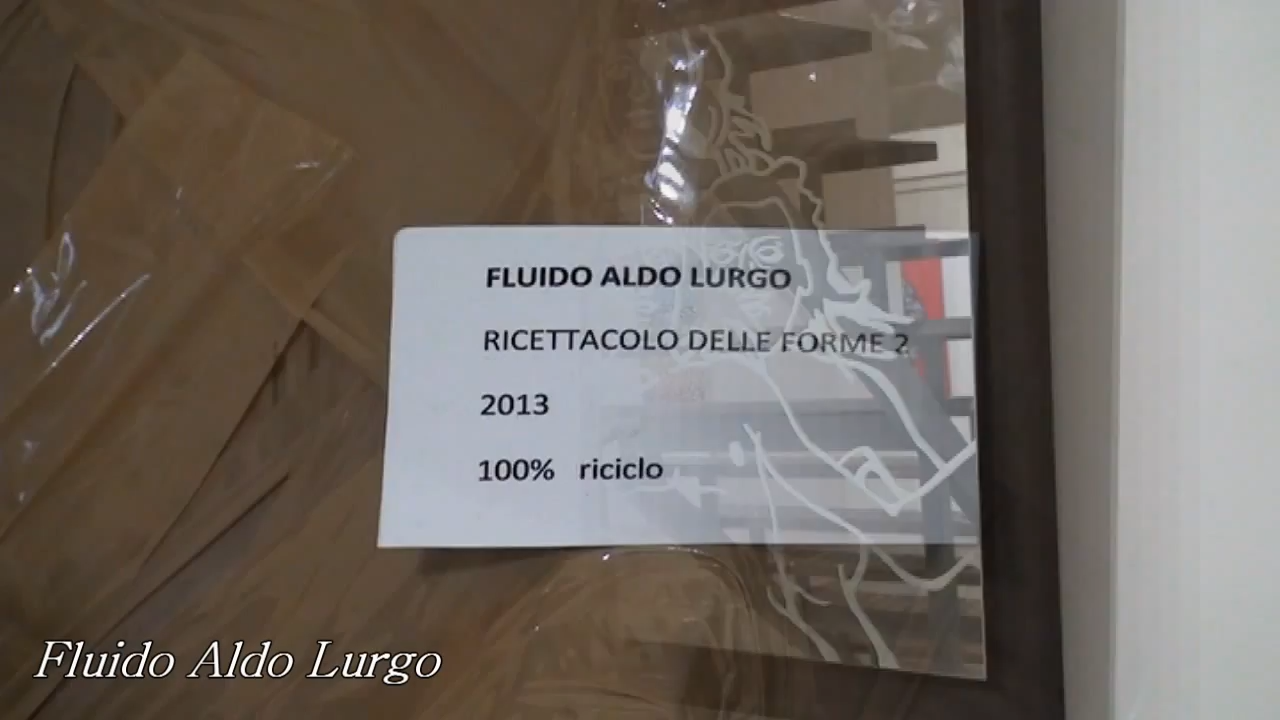 FLUIDO ALDO LURGO
RICETTACOLO DELLE FORME 2
2013
100% riciclo
Fluido Aldo Lurgo